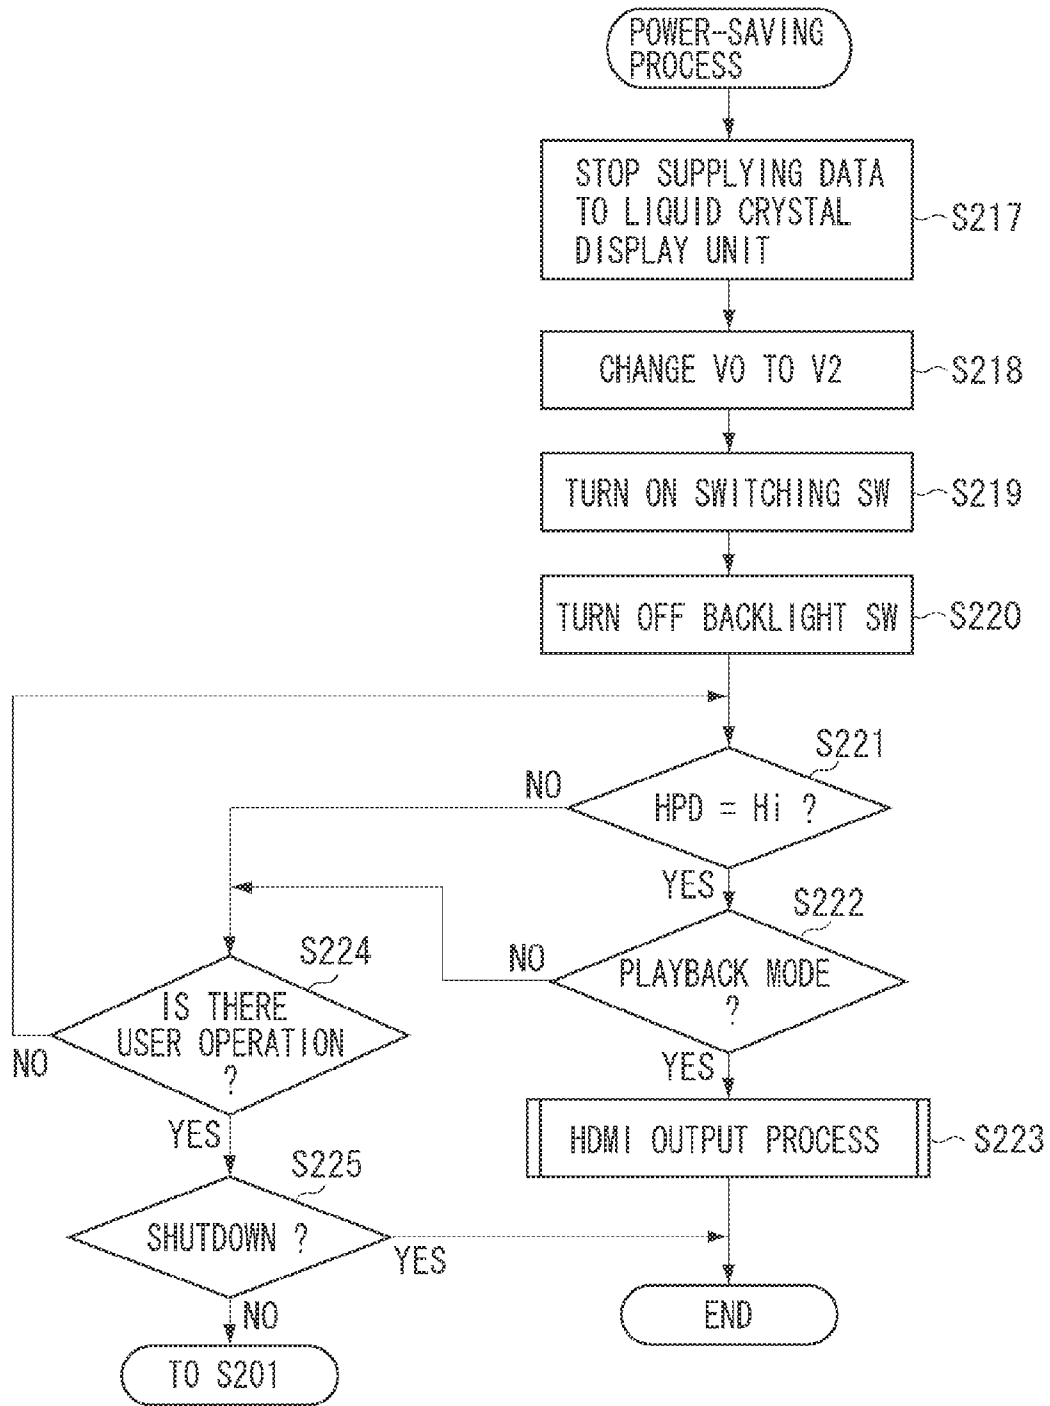 POWER-SAVING
PROCESS
STOP SUPPLYING DATA
TO LIQUID CRYSTAL
DISPLAY UNIT
S217
CHANGE V0 TO V2
S218
TURN ON SWITCHING SW
S219
TURN OFF BACKLIGHT SW
S220
S221
HPD = Hi ?
NO
YES
S222
PLAYBACK MODE
?
NO
YES
S224
IS THERE
USER OPERATION
?
NO
YES
HDMI OUTPUT PROCESS
S223
S225
SHUTDOWN ?
YES
NO
END
TO S201